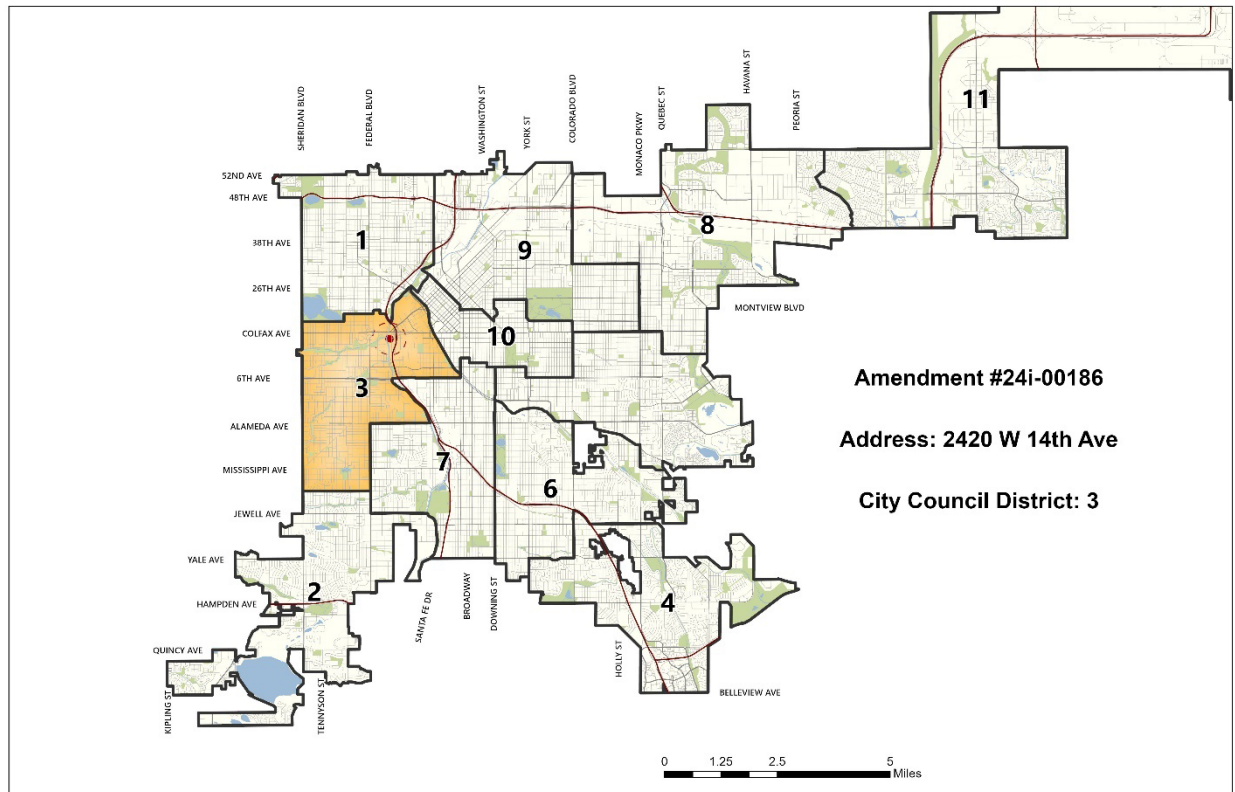 SHERIDAN BLVD
FEDERAL BLVD
WASHINGTON ST
YORK ST
COLORADO BLVD
MONACO PKWY
QUEBEC ST
HAVANA ST
PEORIA ST
11
52ND AVE
48TH AVE
38TH AVE
26TH AVE
COLFAX AVE
6TH AVE
ALAMEDA AVE
MISSISSIPPI AVE
JEWELL AVE
YALE AVE
HAMPDEN AVE
QUINCY AVE
1
9
8
MONTVIEW BLVD
10
3
7
6
2
4
Amendment #24i-00186
Address: 2420 W 14th Ave
City Council District: 3
KIPLING ST
TENNYSON ST
SANTA FE DR
BROADWAY
DOWNING ST
HOLLY ST
BELLEVIEW AVE
0 1.25 2.5 5
Miles